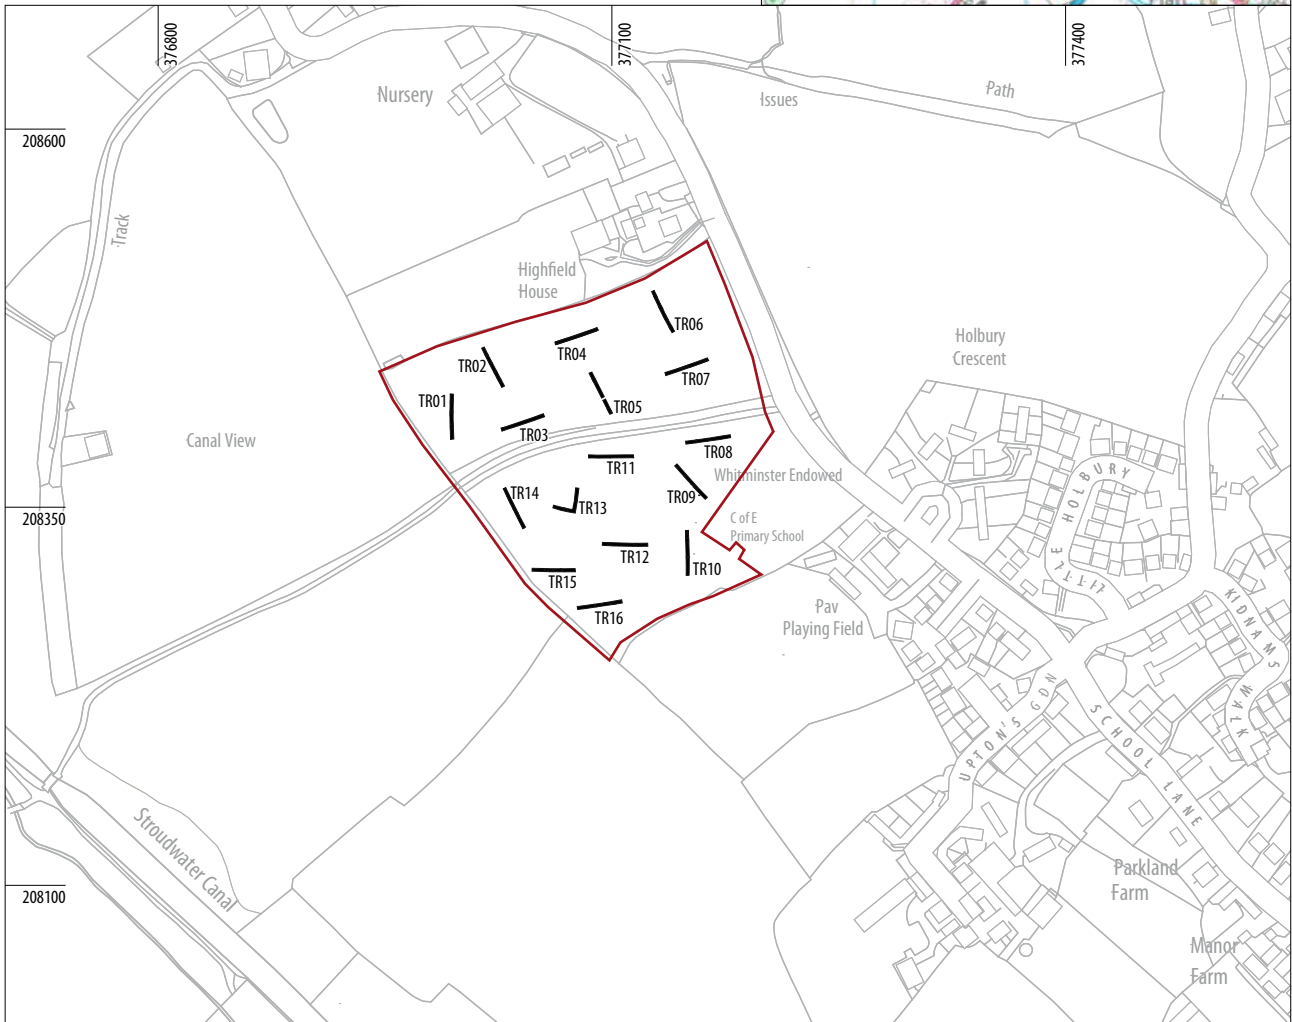 376800
377100
377400
208600
208350
208100
Nursery
Issues
Path
Track
Highfield
House
Holbury
Crescent
Canal View
TR01
TR02
TR03
TR04
TR05
TR06
TR07
TR08
TR09
TR10
TR11
TR12
TR13
TR14
TR15
TR16
Whitminster Endowed
C of E
Primary School
Pav
Playing Field
LITTLE HOLBURY
KIDNAMS WALK
UPTON'S GDN
SCHOOL LANE
Stroudwater Canal
Parkland
Farm
Manor
Farm